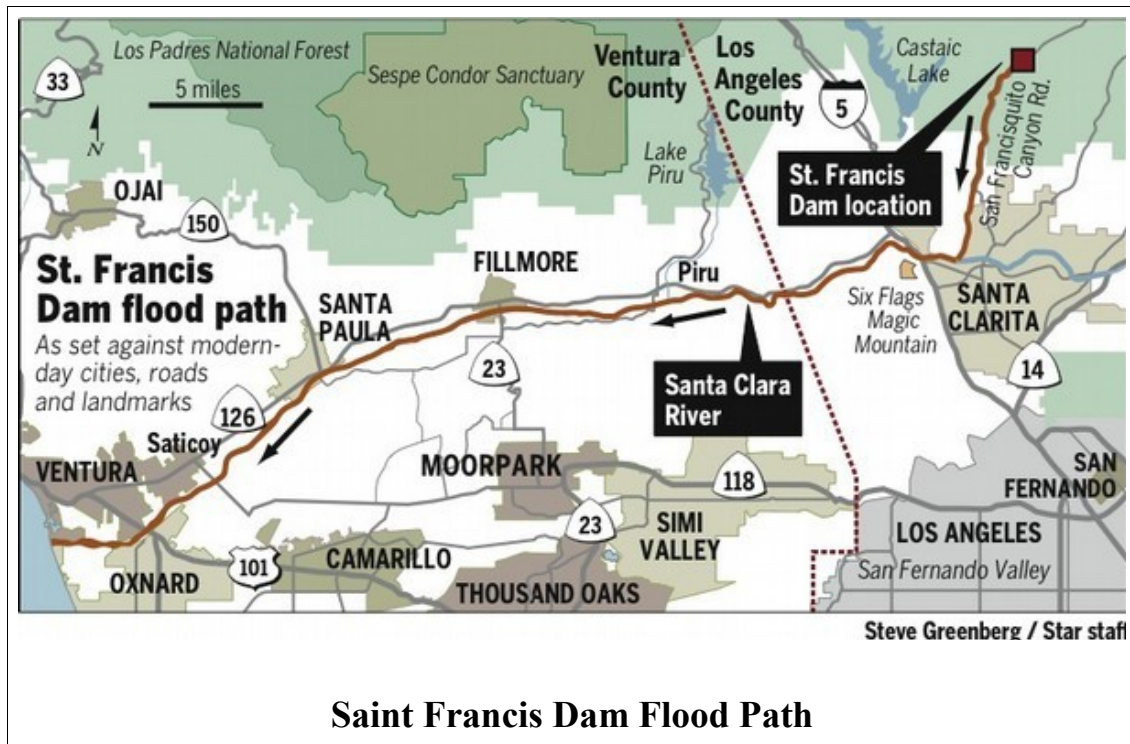 Los Padres National Forest
33
5 miles
N
Sespe Condor Sanctuary
Ventura
County
Los
Angeles
County
Castaic
Lake
5
San Francisquito
Canyon Rd.
Lake
Piru
St. Francis
Dam location
OJAI
150
St. Francis
Dam flood path
As set against modern-
day cities, roads
and landmarks
SANTA
PAULA
FILLMORE
Piru
Six Flags
Magic
Mountain
SANTA
CLARITA
23
14
Santa Clara
River
126
Saticoy
VENTURA
MOORPARK
118
SAN
FERNANDO
23
SIMI
VALLEY
LOS ANGELES
San Fernando Valley
OXNARD
101
CAMARILLO
THOUSAND OAKS
Steve Greenberg / Star staff
Saint Francis Dam Flood Path